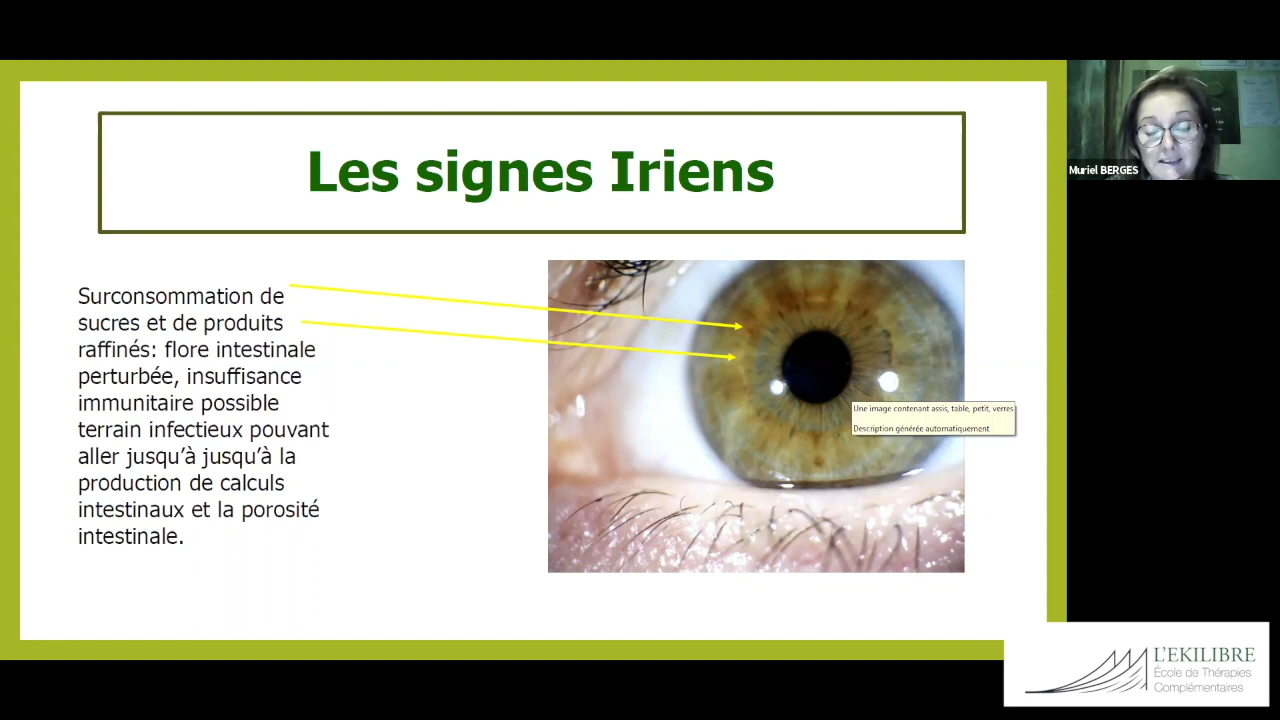 Les signes Iriens
Surconsommation de
sucres et de produits
raffinés: flore intestinale
perturbée, insuffisance
immunitaire possible
terrain infectieux pouvant
aller jusqu'à jusqu'à la
production de calculs
intestinaux et la porosité
intestinale.
Une image contenant assis, table, petit, verres
Description générée automatiquement
Muriel BERGES
L'EKILIBRE
École de Thérapies
Complémentaires